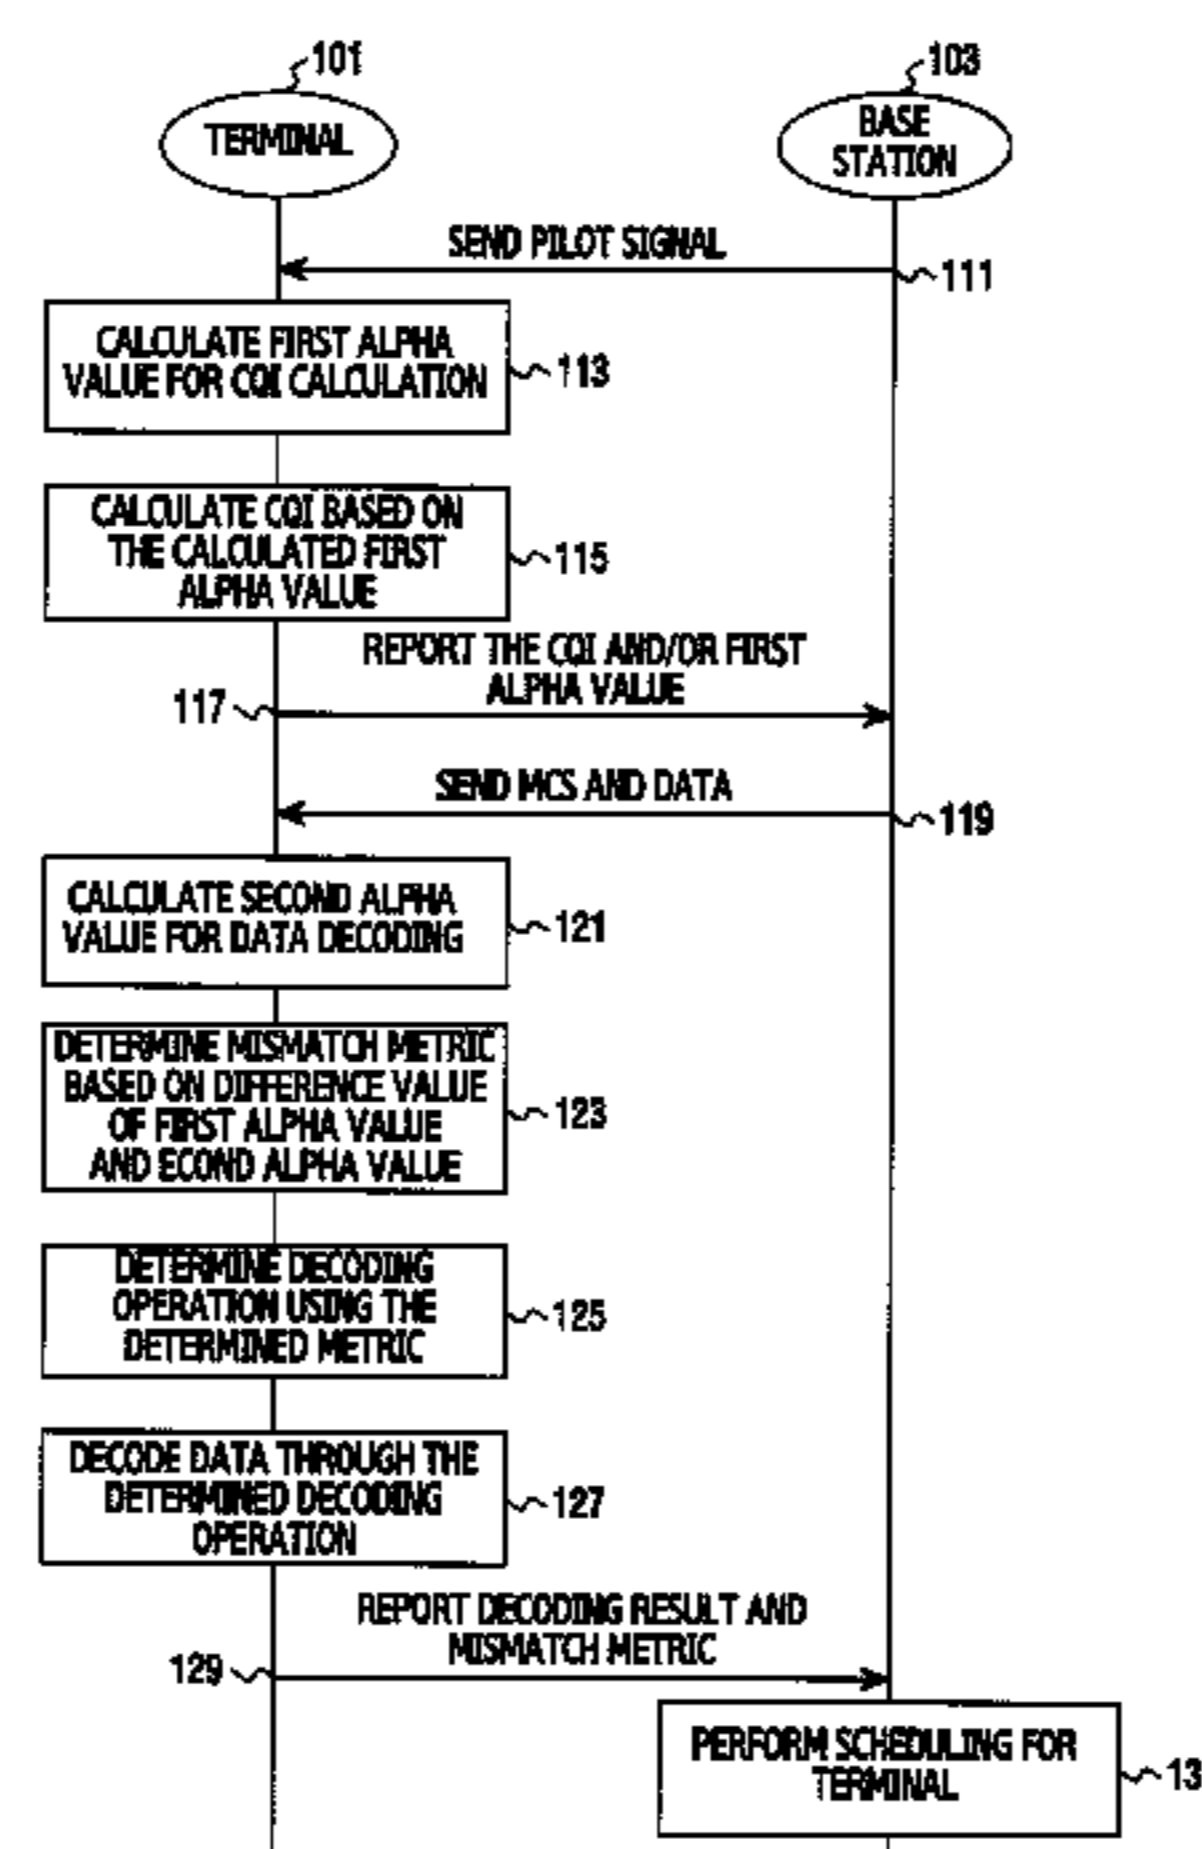 101
103
TERMINAL
BASE
STATION
SEND PILOT SIGNAL
111
CALCULATE FIRST ALPHA
VALUE FOR CQI CALCULATION
113
CALCULATE CQI BASED ON
THE CALCULATED FIRST
ALPHA VALUE
115
REPORT THE CQI AND/OR FIRST
ALPHA VALUE
117
SEND MCS AND DATA
119
CALCULATE SECOND ALPHA
VALUE FOR DATA DECODING
121
DETERMINE MISMATCH METRIC
BASED ON DIFFERENCE VALUE
OF FIRST ALPHA VALUE
AND ECOND ALPHA VALUE
123
DETERMINE DECODING
OPERATION USING THE
DETERMINED METRIC
125
DECODE DATA THROUGH THE
DETERMINED DECODING
OPERATION
127
REPORT DECODING RESULT AND
MISMATCH METRIC
129
PERFORM SCHEDULING FOR
TERMINAL
13